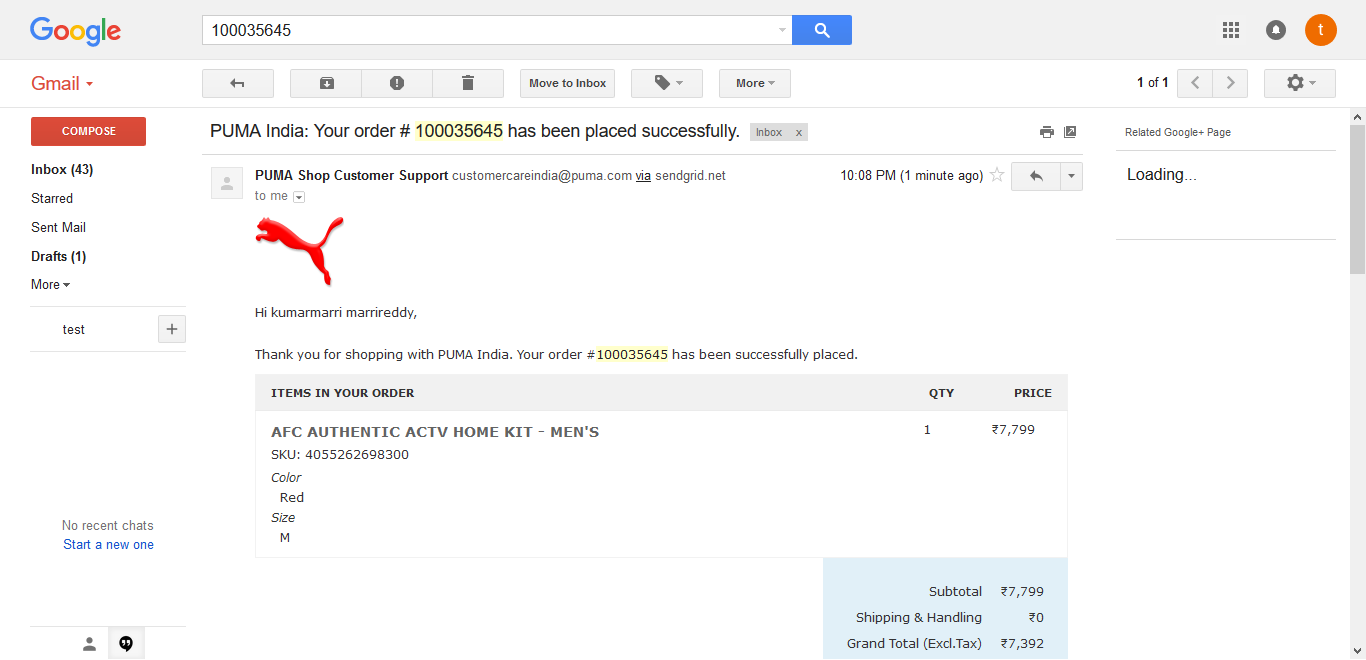 Google
100035645
t
Gmail
Move to Inbox
More
1 of 1
COMPOSE
Inbox (43)
Starred
Sent Mail
Drafts (1)
More
test
No recent chats
Start a new one
PUMA India: Your order # 100035645 has been placed successfully. Inbox x
PUMA Shop Customer Support customercareindia@puma.com via sendgrid.net
10:08 PM (1 minute ago)
to me
Hi kumarmarri marrireddy,
Thank you for shopping with PUMA India. Your order #100035645 has been successfully placed.
ITEMS IN YOUR ORDER QTY PRICE
AFC AUTHENTIC ACTV HOME KIT - MEN'S 1 ₹7,799
SKU: 4055262698300
Color
Red
Size
M
Subtotal ₹7,799
Shipping & Handling ₹0
Grand Total (Excl.Tax) ₹7,392
Related Google+ Page
Loading...